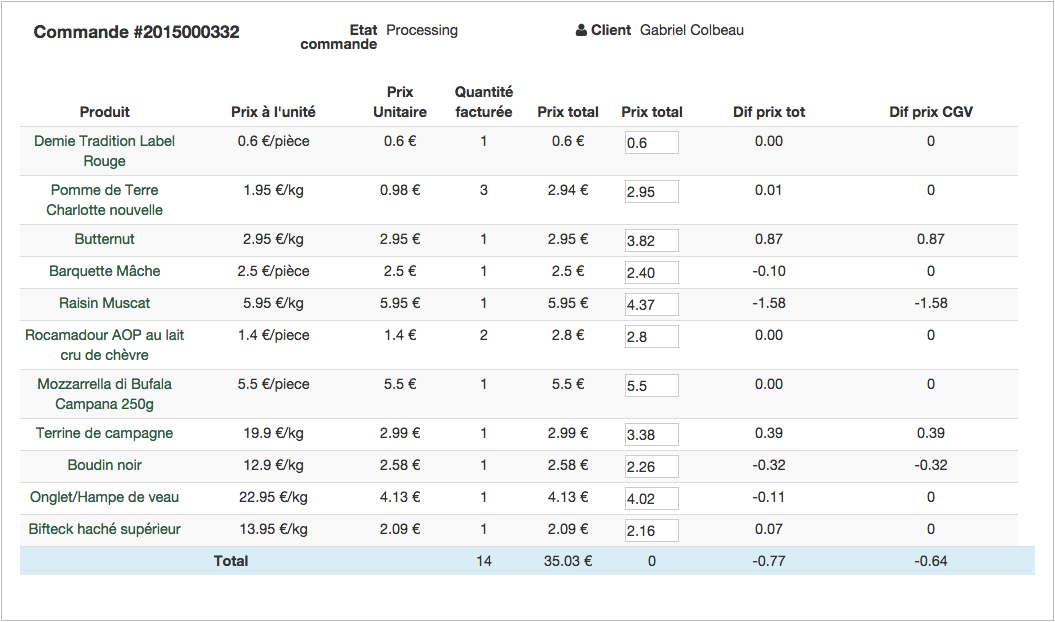 Commande #2015000332 Etat commande Processing Client Gabriel Colbeau
Produit Prix à l'unité Prix Unitaire Quantité facturée Prix total Prix total Dif prix tot Dif prix CGV
Demie Tradition Label Rouge 0.6 €/pièce 0.6 € 1 0.6 € 0.6 0.00 0
Pomme de Terre Charlotte nouvelle 1.95 €/kg 0.98 € 3 2.94 € 2.95 0.01 0
Butternut 2.95 €/kg 2.95 € 1 2.95 € 3.82 0.87 0.87
Barquette Mâche 2.5 €/pièce 2.5 € 1 2.5 € 2.40 -0.10 0
Raisin Muscat 5.95 €/kg 5.95 € 1 5.95 € 4.37 -1.58 -1.58
Rocamadour AOP au lait cru de chèvre 1.4 €/piece 1.4 € 2 2.8 € 2.8 0.00 0
Mozzarrella di Bufala Campana 250g 5.5 €/piece 5.5 € 1 5.5 € 5.5 0.00 0
Terrine de campagne 19.9 €/kg 2.99 € 1 2.99 € 3.38 0.39 0.39
Boudin noir 12.9 €/kg 2.58 € 1 2.58 € 2.26 -0.32 -0.32
Onglet/Hampe de veau 22.95 €/kg 4.13 € 1 4.13 € 4.02 -0.11 0
Bifteck haché supérieur 13.95 €/kg 2.09 € 1 2.09 € 2.16 0.07 0
Total 14 35.03 € 0 -0.77 -0.64